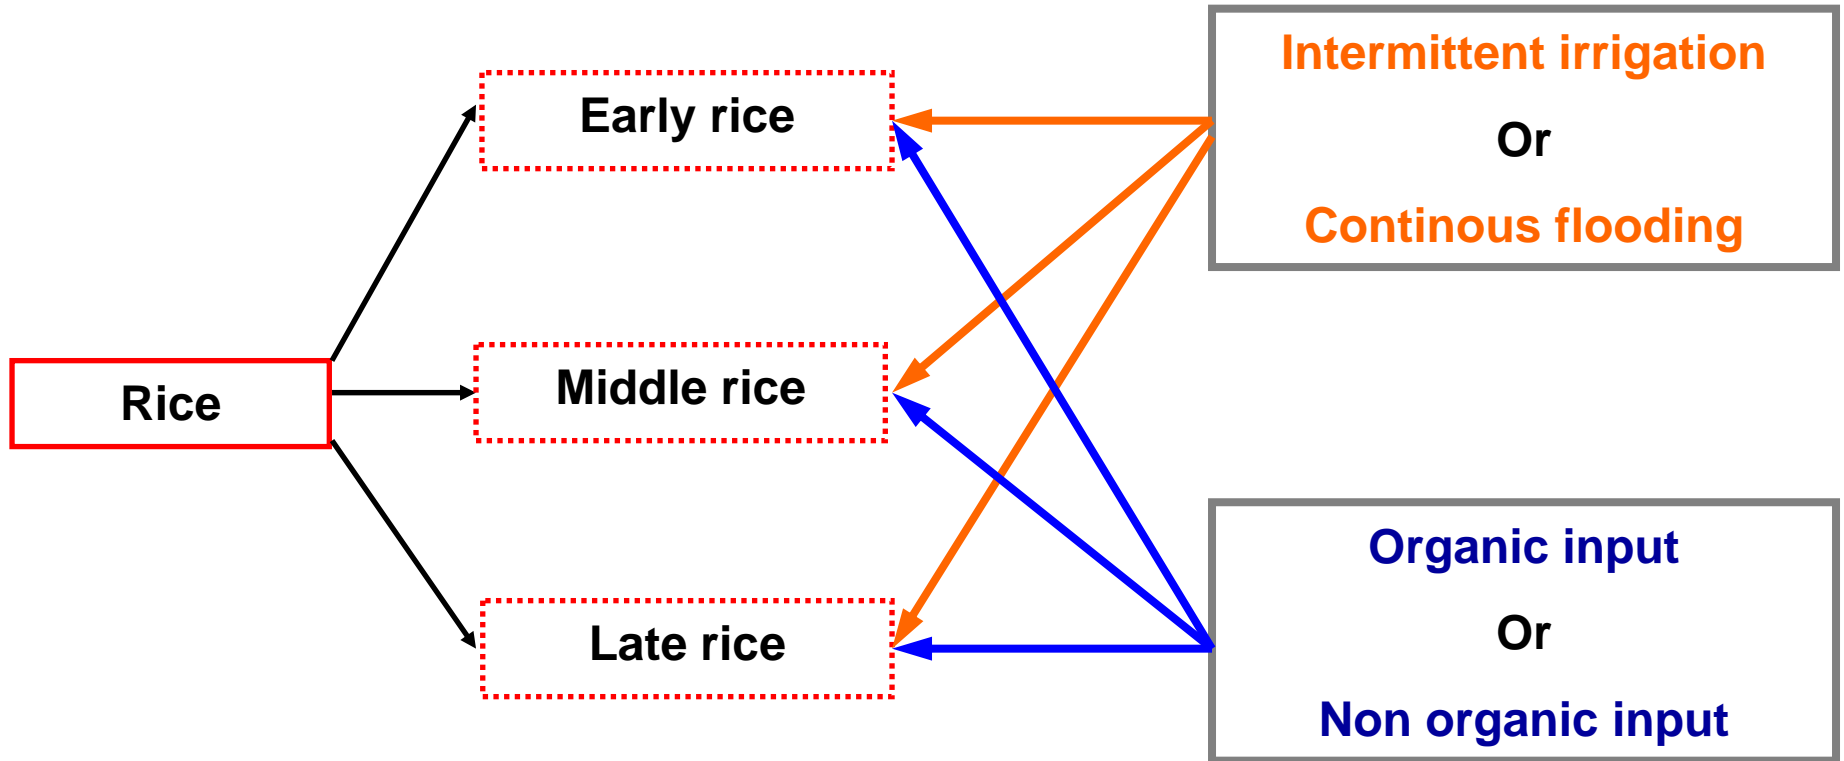 Rice
Early rice
Middle rice
Late rice
Intermittent irrigation
Or
Continous flooding
Organic input
Or
Non organic input